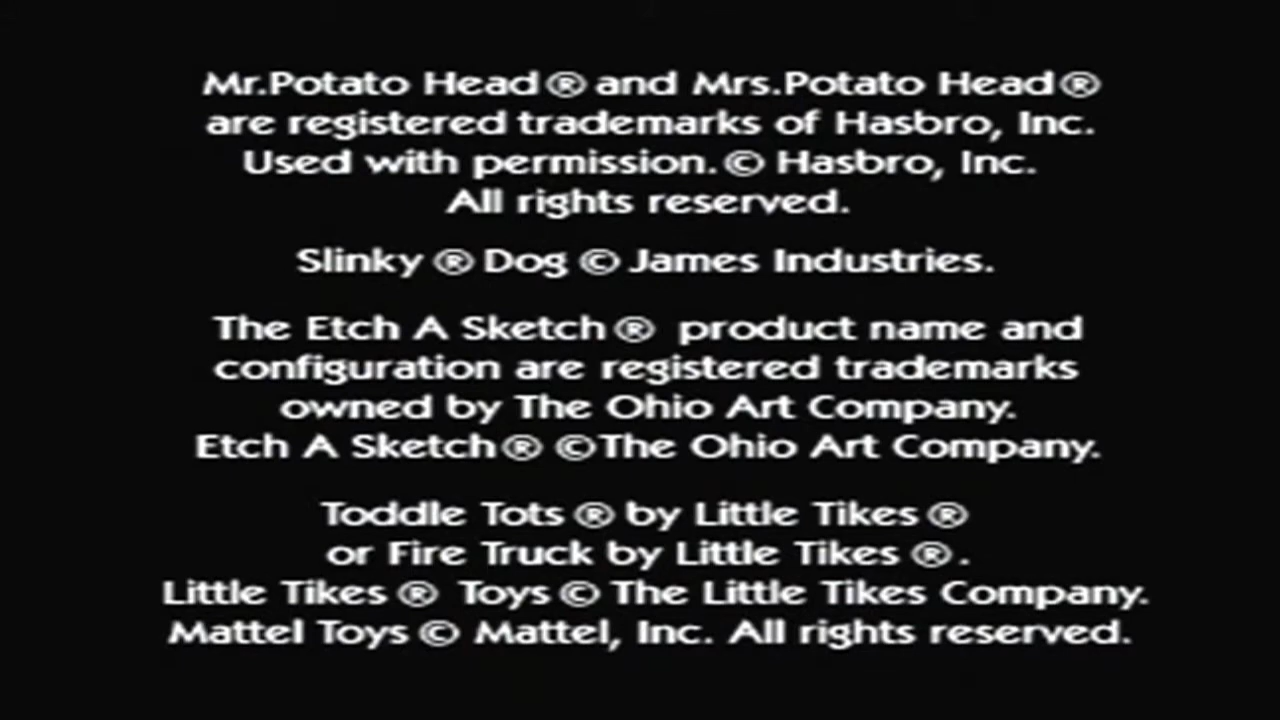 Mr.Potato Head® and Mrs.Potato Head®
are registered trademarks of Hasbro, Inc.
Used with permission.© Hasbro, Inc.
All rights reserved.
Slinky ® Dog © James Industries.
The Etch A Sketch® product name and
configuration are registered trademarks
owned by The Ohio Art Company.
Etch A Sketch® ©The Ohio Art Company.
Toddle Tots ® by Little Tikes ®
or Fire Truck by Little Tikes ®.
Little Tikes ® Toys © The Little Tikes Company.
Mattel Toys © Mattel, Inc. All rights reserved.